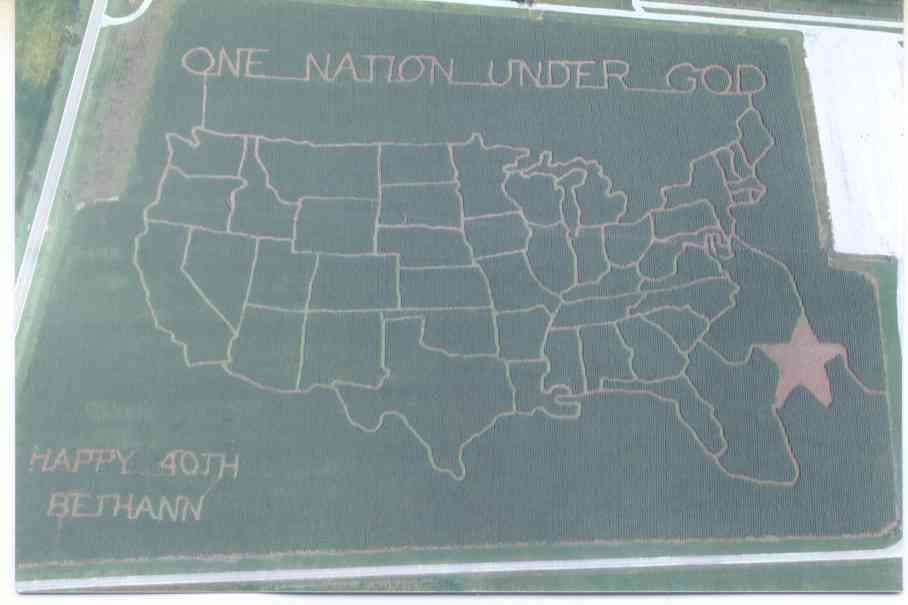 ONE NATION UNDER GOD
HAPPY 40TH
BETHANN